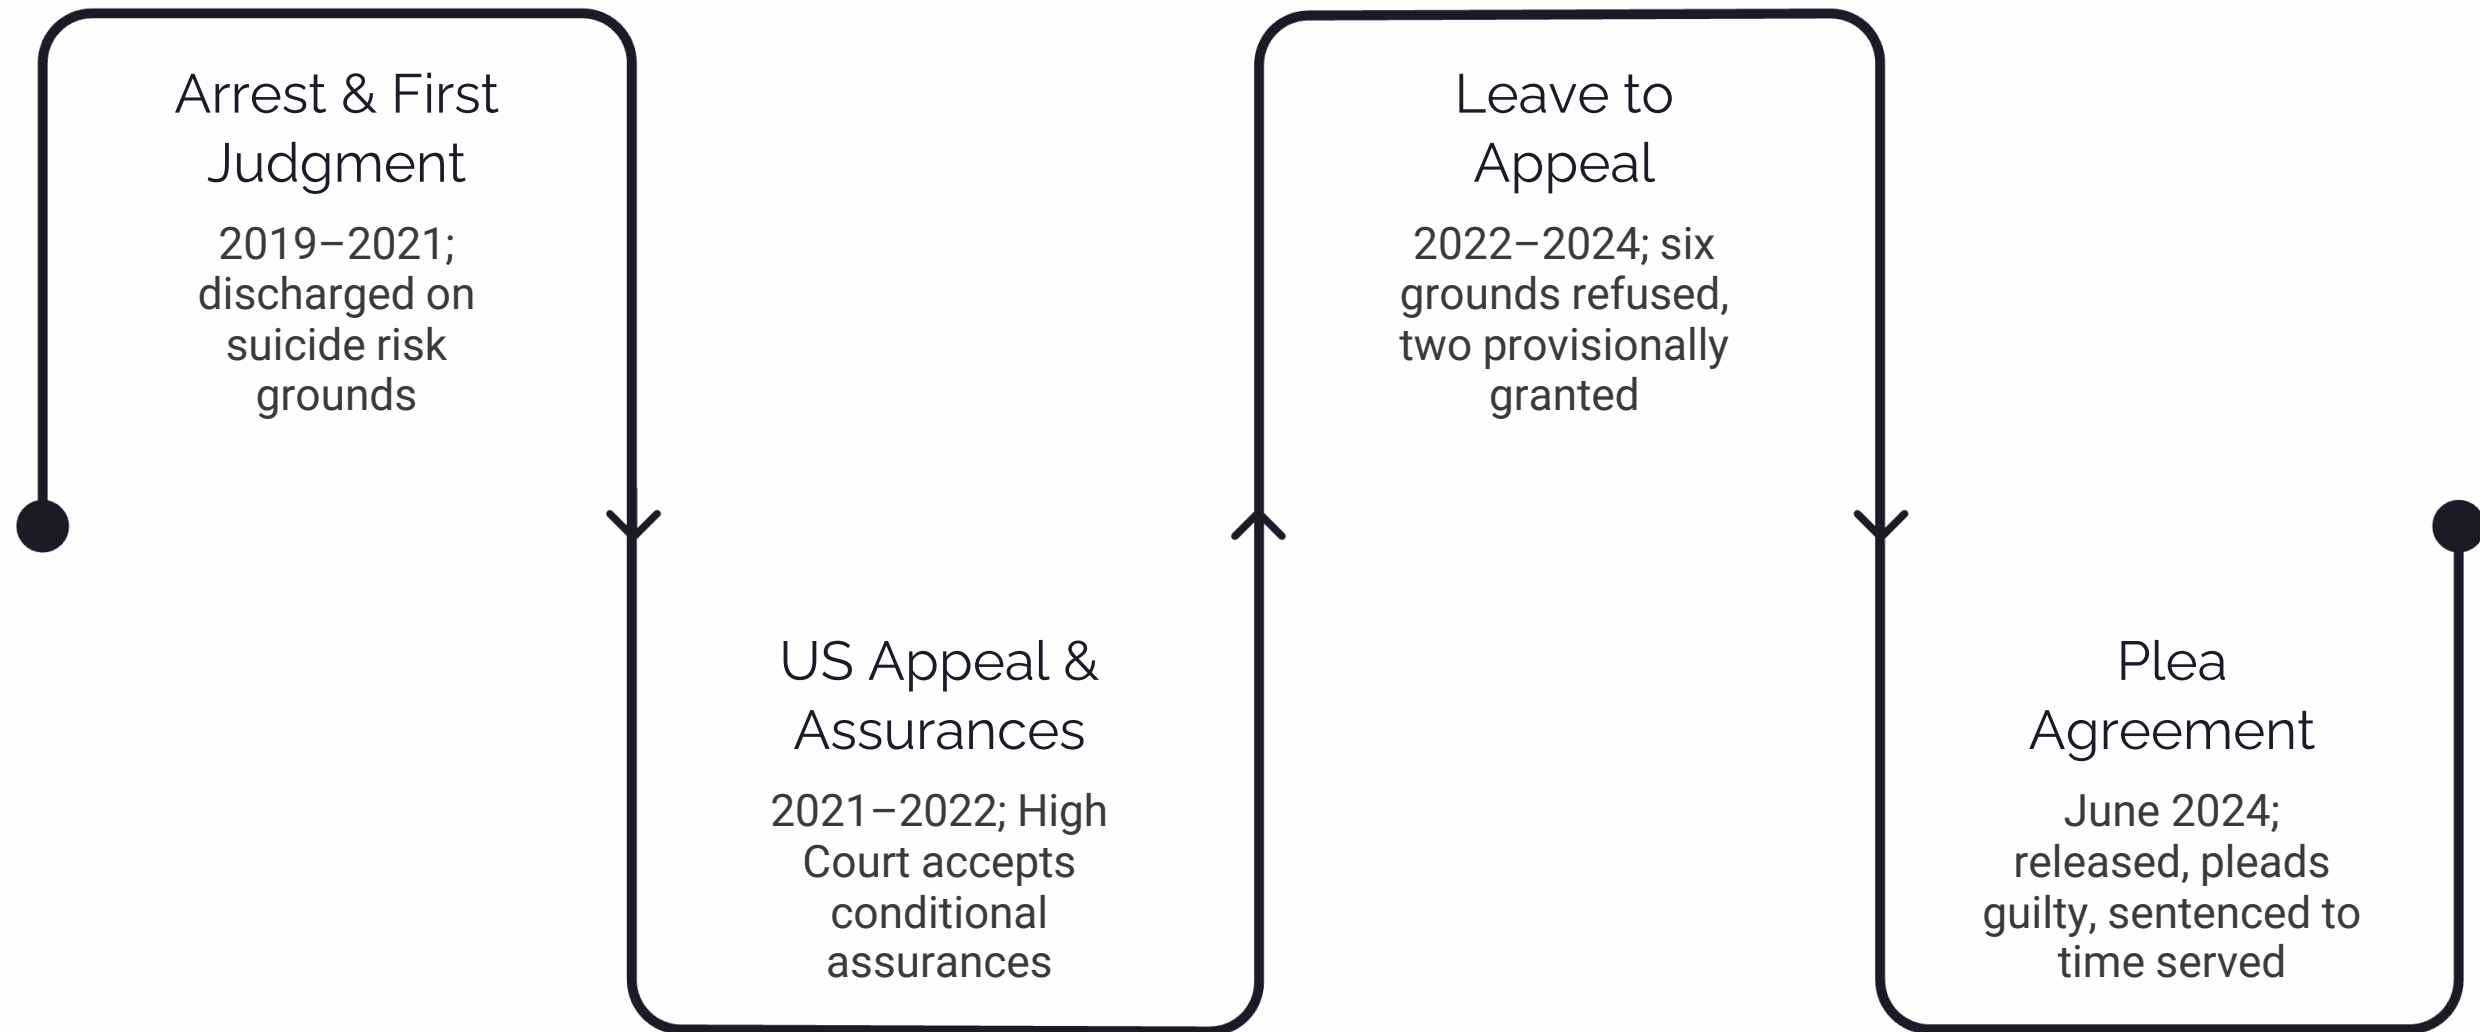 Arrest & First
Judgment
2019–2021;
discharged on
suicide risk
grounds
US Appeal &
Assurances
2021–2022; High
Court accepts
conditional
assurances
Leave to
Appeal
2022–2024; six
grounds refused,
two provisionally
granted
Plea
Agreement
June 2024;
released, pleads
guilty, sentenced to
time served